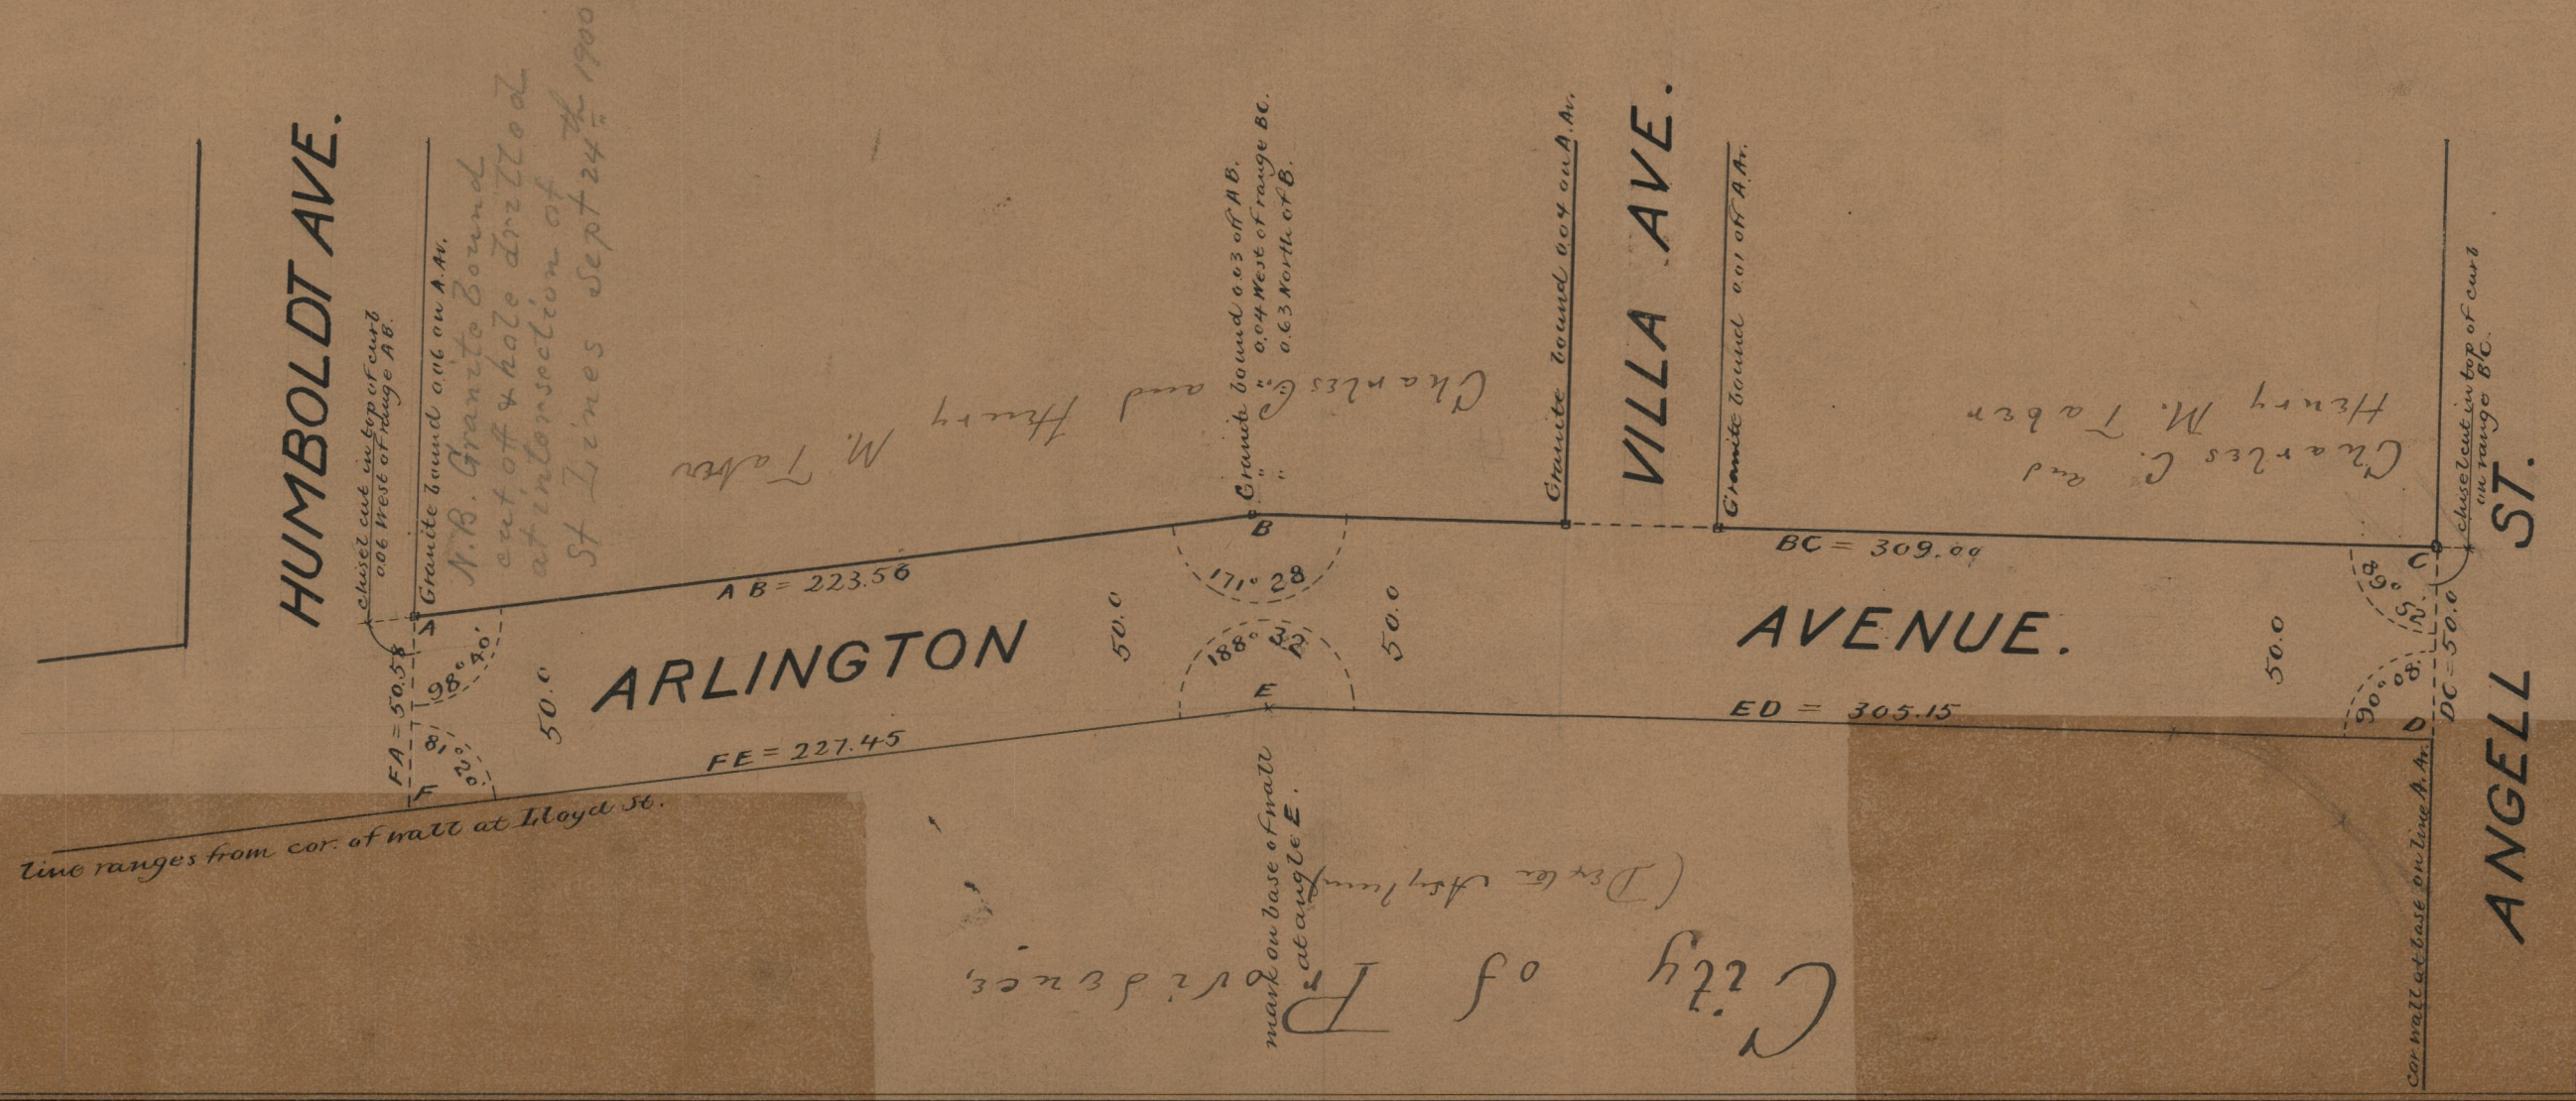 HUMBOLDT AVE.
chisel cut in top of curb
0.06 West of range AB.
Granite bound 0.06 on A.Av.
N.B. Granite bound
cut off & hole drilled
at intersection of
St Lines Sept 24th 1900
Granite bound 0.03 off AB.
" " 0.04 West of range BC.
" 0.63 North of B.
Granite bound 0.04 on A.Av.
VILLA AVE.
Granite bound 0.01 off A.Av.
chisel cut in top of curb
on range BC.
Charles C. and Henry M. Taber
Charles C. and
Henry M. Taber
A
B
C
AB = 223.56
171° 28
BC = 309.09
89° 52'
98° 40'
FA = 50.58
81° 20'
F
50.0
ARLINGTON
50.0
188° 32
E
50.0
AVENUE.
50.0
90° 08'
D
DC = 50.0
ANGELL ST.
FE = 227.45
ED = 305.15
line ranges from cor. of wall at Lloyd St.
mark on base of wall
at angle E.
cor wall at base on line A.Av.
City of Providence,
(Dexter Asylum)